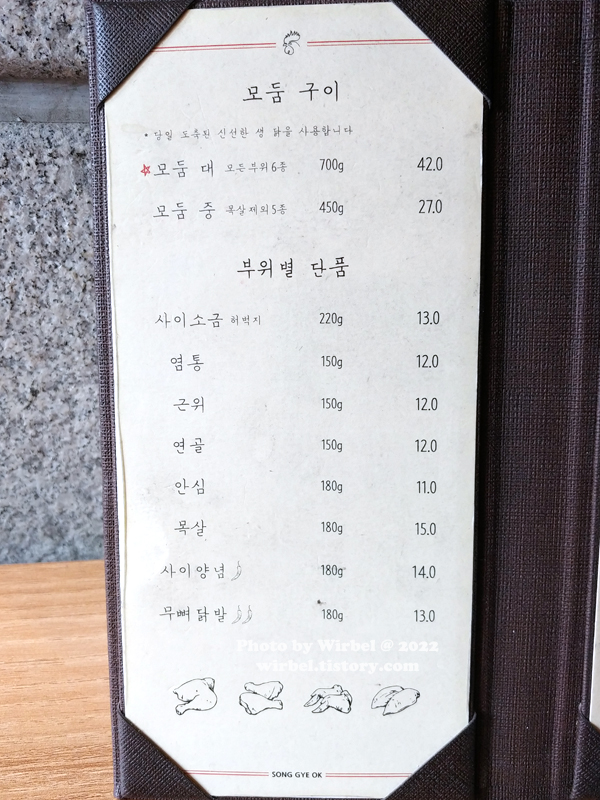 모둠 구이
• 당일 도축된 신선한 생 닭을 사용합니다
모둠 대 모든부위6종 700g 42.0
모둠 중 목살제외5종 450g 27.0
부위별 단품
사이소금 허벅지 220g 13.0
염통 150g 12.0
근위 150g 12.0
연골 150g 12.0
안심 180g 11.0
목살 180g 15.0
사이양념 180g 14.0
무뼈닭발 180g 13.0
Photo by Wirbel @ 2022
wirbel.tistory.com
SONG GYE OK